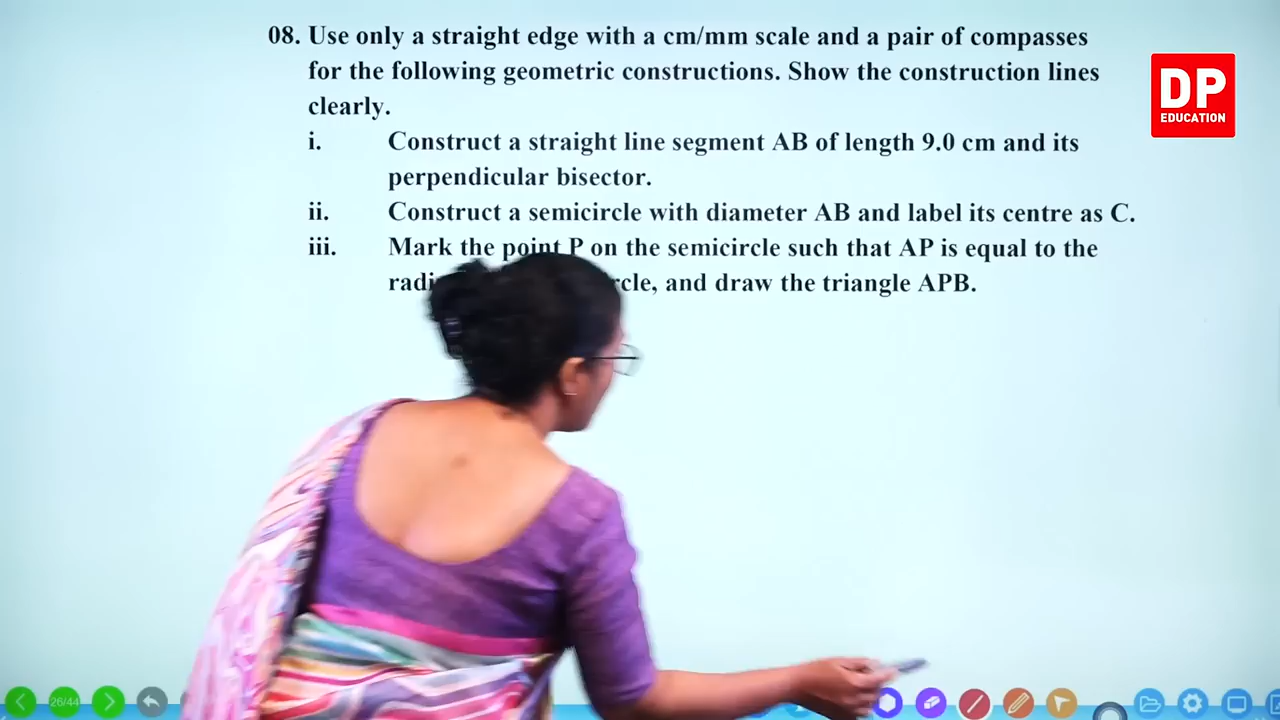 08. Use only a straight edge with a cm/mm scale and a pair of compasses
for the following geometric constructions. Show the construction lines
clearly.
i. Construct a straight line segment AB of length 9.0 cm and its
perpendicular bisector.
ii. Construct a semicircle with diameter AB and label its centre as C.
iii. Mark the point P on the semicircle such that AP is equal to the
and draw the triangle APB.
DP
EDUCATION
26/44